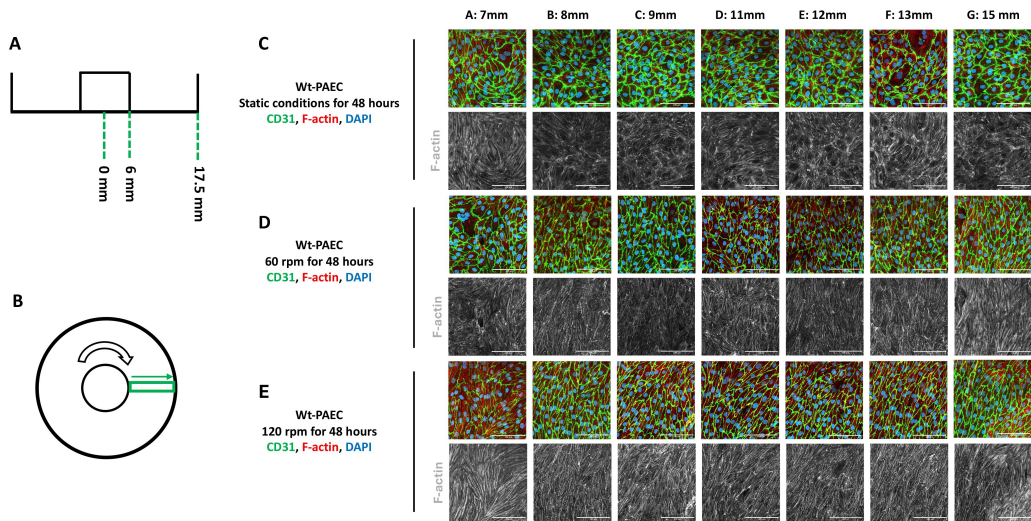 A: 7mm
B: 8mm
C: 9mm
D: 11mm
E: 12mm
F: 13mm
G: 15 mm
A
0 mm
6 mm
17.5 mm
B
C
Wt-PAEC
Static conditions for 48 hours
CD31, F-actin, DAPI
F-actin
D
Wt-PAEC
60 rpm for 48 hours
CD31, F-actin, DAPI
F-actin
E
Wt-PAEC
120 rpm for 48 hours
CD31, F-actin, DAPI
F-actin